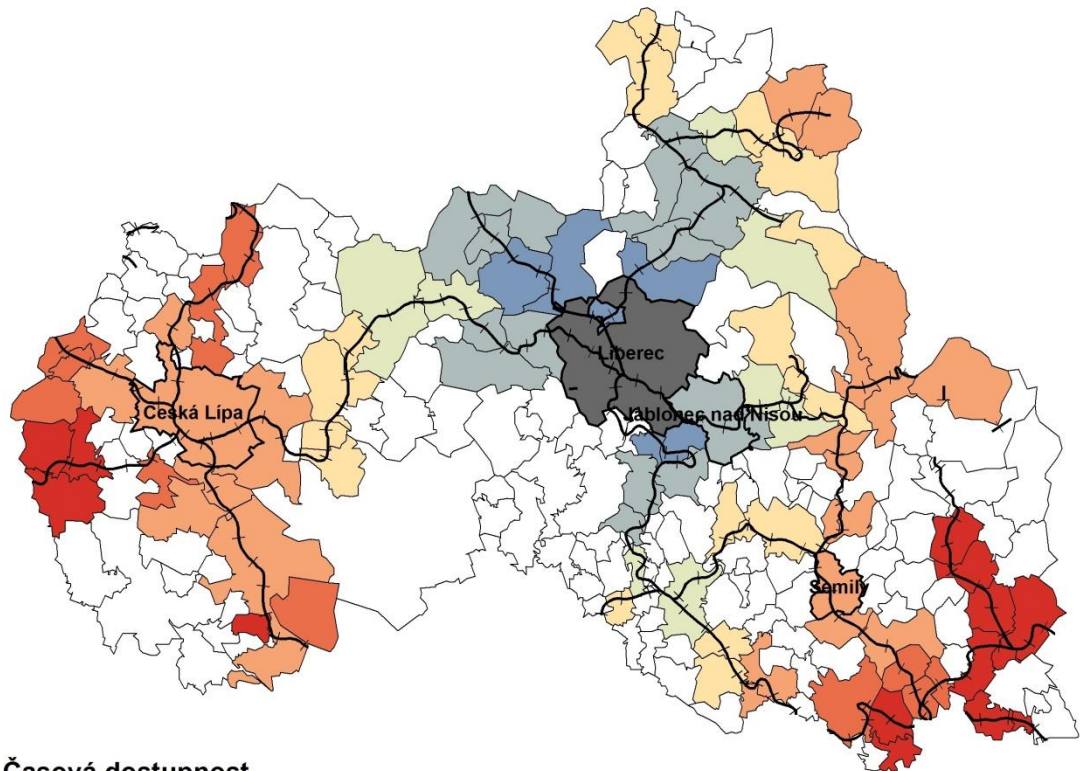 Liberec
Česká Lípa
Jablonec nad Nisou
Semily
Časová dostupnost